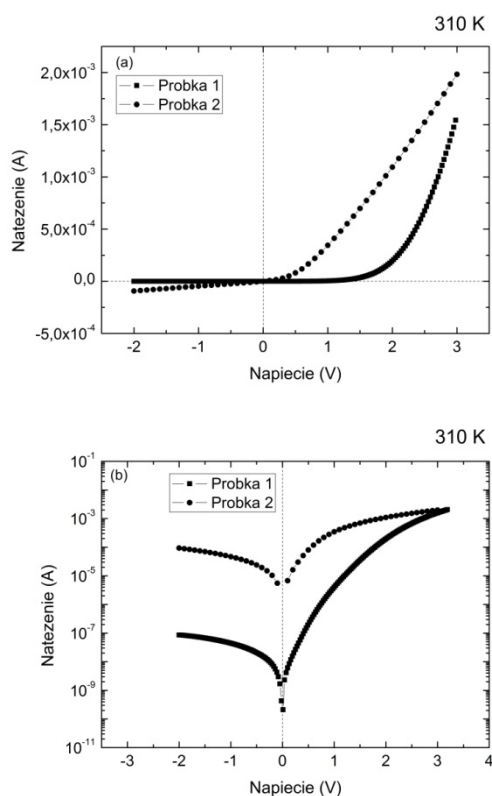 310 K
(a)
Probka 1
Probka 2
2,0x10⁻³
1,5x10⁻³
1,0x10⁻³
5,0x10⁻⁴
0,0
-5,0x10⁻⁴
Natezenie (A)
-2 -1 0 1 2 3
Napiecie (V)
310 K
(b)
Probka 1
Probka 2
10⁻¹
10⁻³
10⁻⁵
10⁻⁷
10⁻⁹
10⁻¹¹
Natezenie (A)
-3 -2 -1 0 1 2 3 4
Napiecie (V)